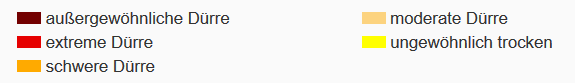 außergewöhnliche Dürre
extreme Dürre
schwere Dürre
moderate Dürre
ungewöhnlich trocken